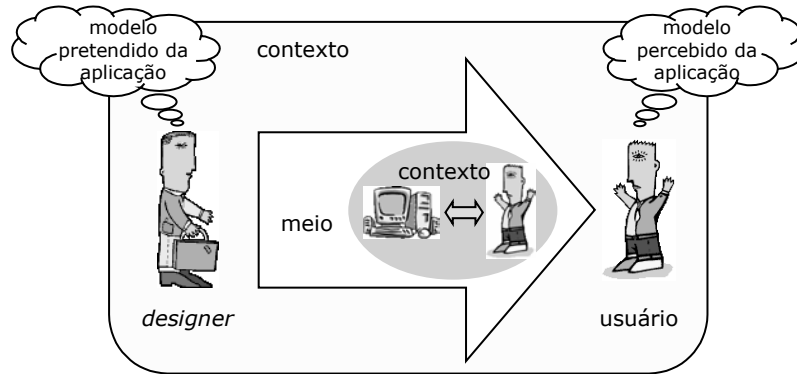 modelo
pretendido da
aplicação
contexto
modelo
percebido da
aplicação
contexto
meio
designer
usuário